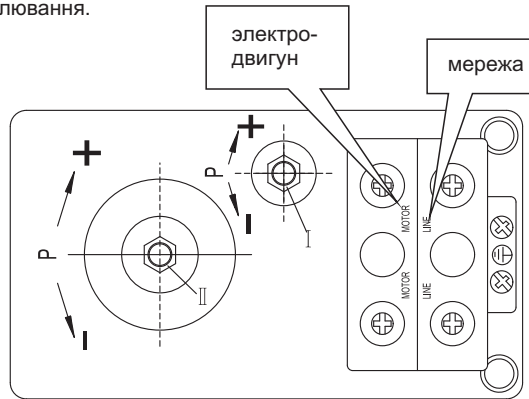 лювання.
электро-
двигун
мережа
+
+
P
P
-
-
I
II
MOTOR
LINE
MOTOR
LINE